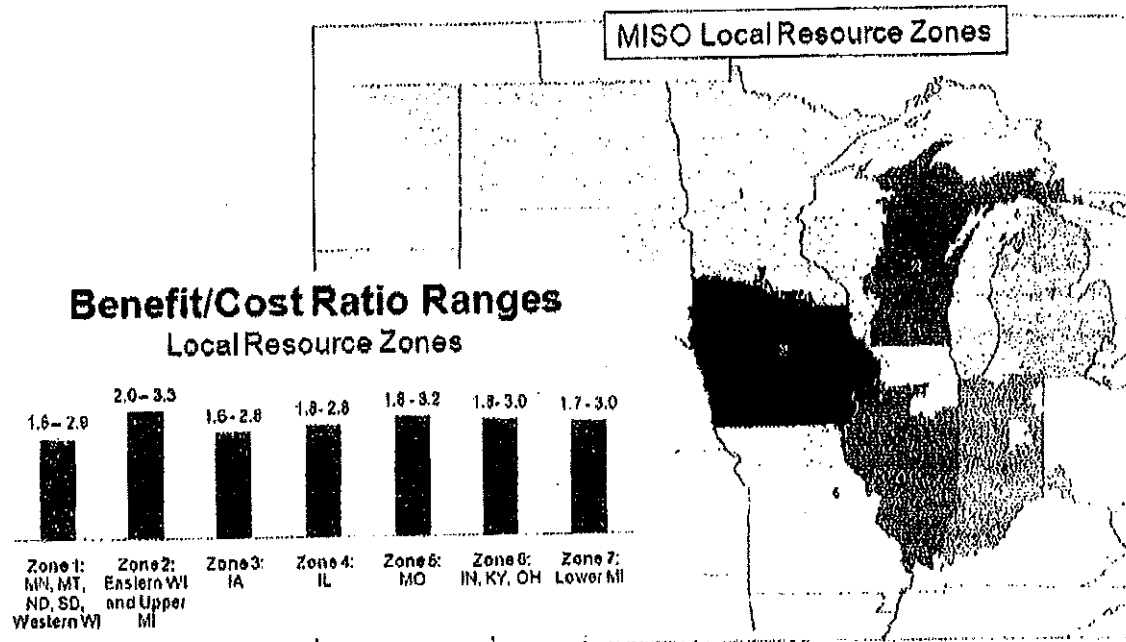 MISO Local Resource Zones
Benefit/Cost Ratio Ranges
Local Resource Zones
1.6 – 2.9
2.0 – 3.3
1.6 - 2.8
1.8 - 2.8
1.8 - 3.2
1.8 - 3.0
1.7 - 3.0
Zone 1:
MN, MT,
ND, SD,
Western WI
Zone 2:
Eastern WI
and Upper
MI
Zone 3:
IA
Zone 4:
IL
Zone 5:
MO
Zone 6:
IN, KY, OH
Zone 7:
Lower MI
1